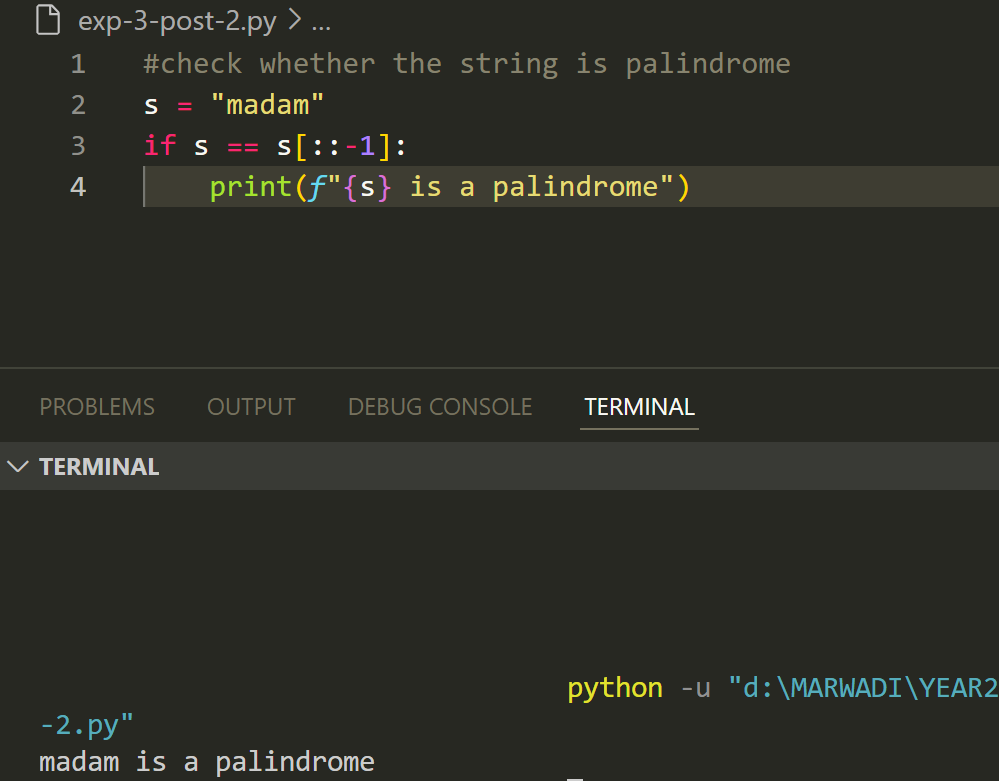 exp-3-post-2.py > ...
1 #check whether the string is palindrome
2 s = "madam"
3 if s == s[::-1]:
4     print(f"{s} is a palindrome")
PROBLEMS OUTPUT DEBUG CONSOLE TERMINAL
TERMINAL
python -u "d:\MARWADI\YEAR2
-2.py"
madam is a palindrome